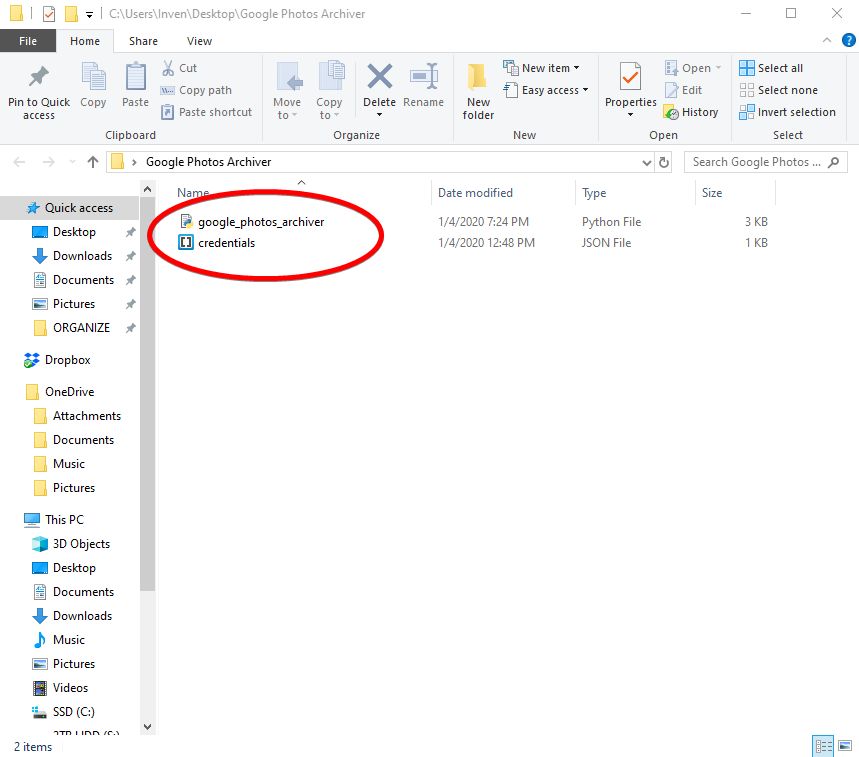 C:\Users\Inven\Desktop\Google Photos Archiver
File Home Share View
Pin to Quick access
Copy
Paste
Cut
Copy path
Paste shortcut
Clipboard
Move to
Copy to
Delete
Rename
Organize
New folder
New item
Easy access
New
Properties
Open
Edit
History
Open
Select all
Select none
Invert selection
Select
Google Photos Archiver
Search Google Photos ...
Name Date modified Type Size
google_photos_archiver 1/4/2020 7:24 PM Python File 3 KB
credentials 1/4/2020 12:48 PM JSON File 1 KB
Quick access
Desktop
Downloads
Documents
Pictures
ORGANIZE
Dropbox
OneDrive
Attachments
Documents
Music
Pictures
This PC
3D Objects
Desktop
Documents
Downloads
Music
Pictures
Videos
SSD (C:)
2 items